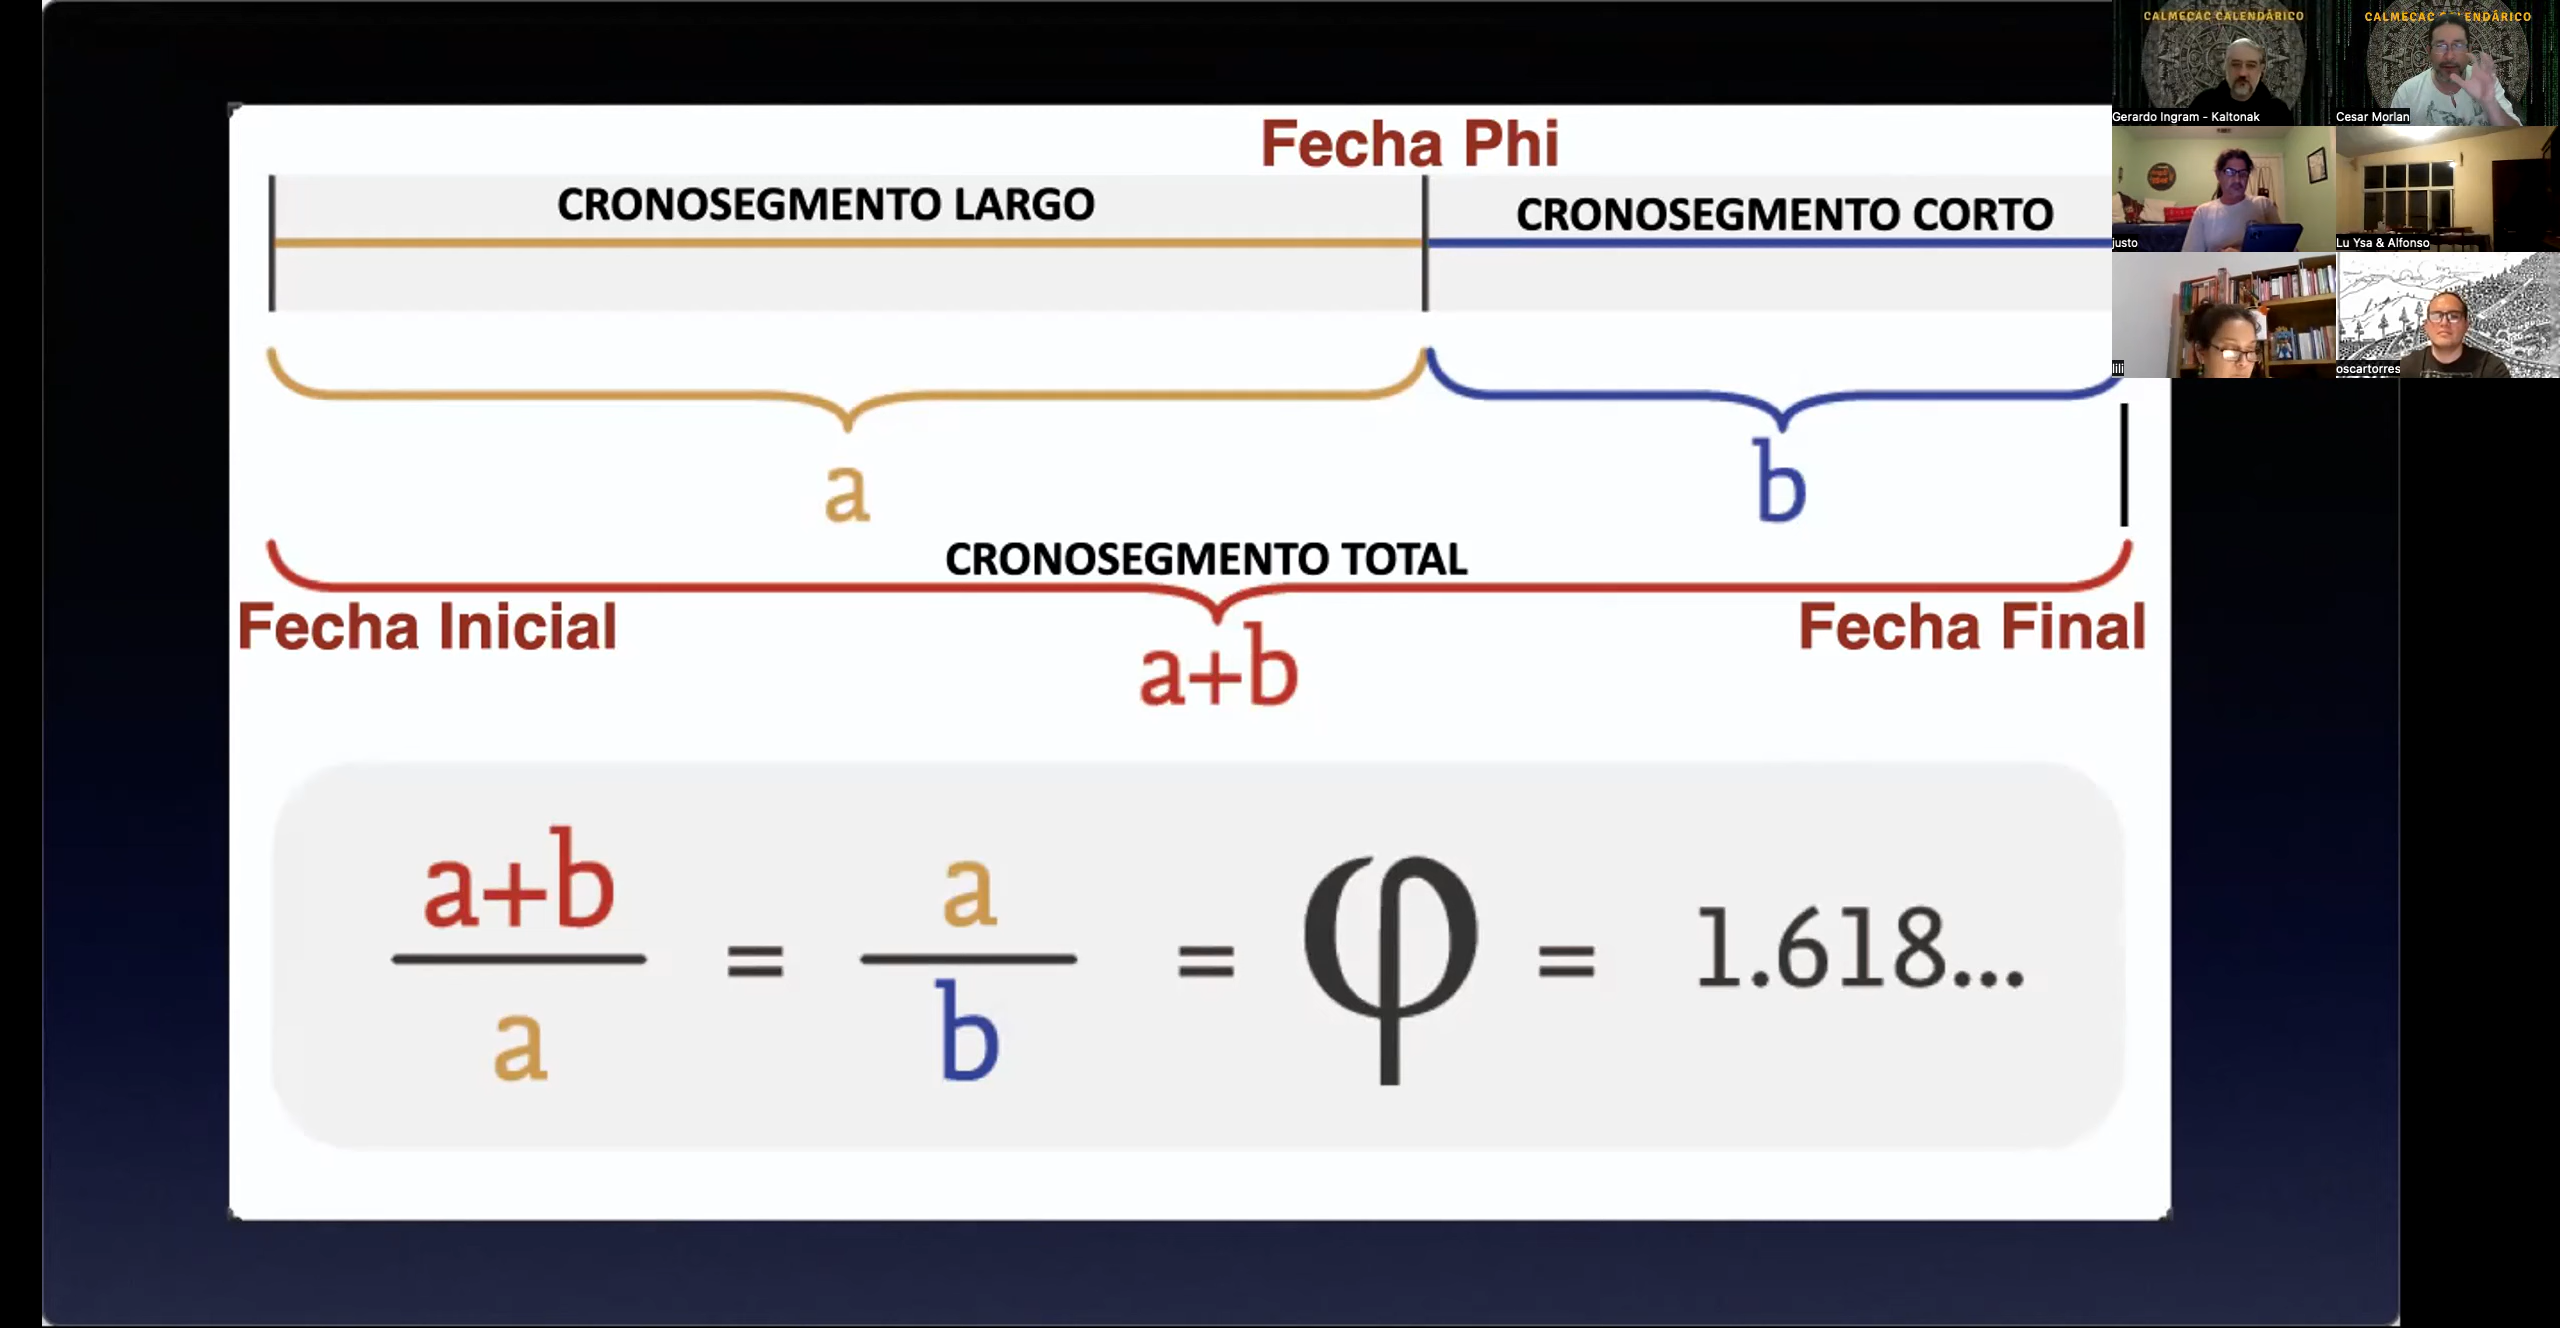 Fecha Phi
CRONOSEGMENTO LARGO
CRONOSEGMENTO CORTO
a
b
CRONOSEGMENTO TOTAL
Fecha Inicial
Fecha Final
a+b
a+b
a
=
a
b
=
φ
=
1.618...
CALMECAC CALENDÁRICO
Gerardo Ingram - Kaltonak
CALMECAC
ENDÁRICO
Cesar Morlan
justo
Lu Ysa & Alfonso
lili
oscartorres